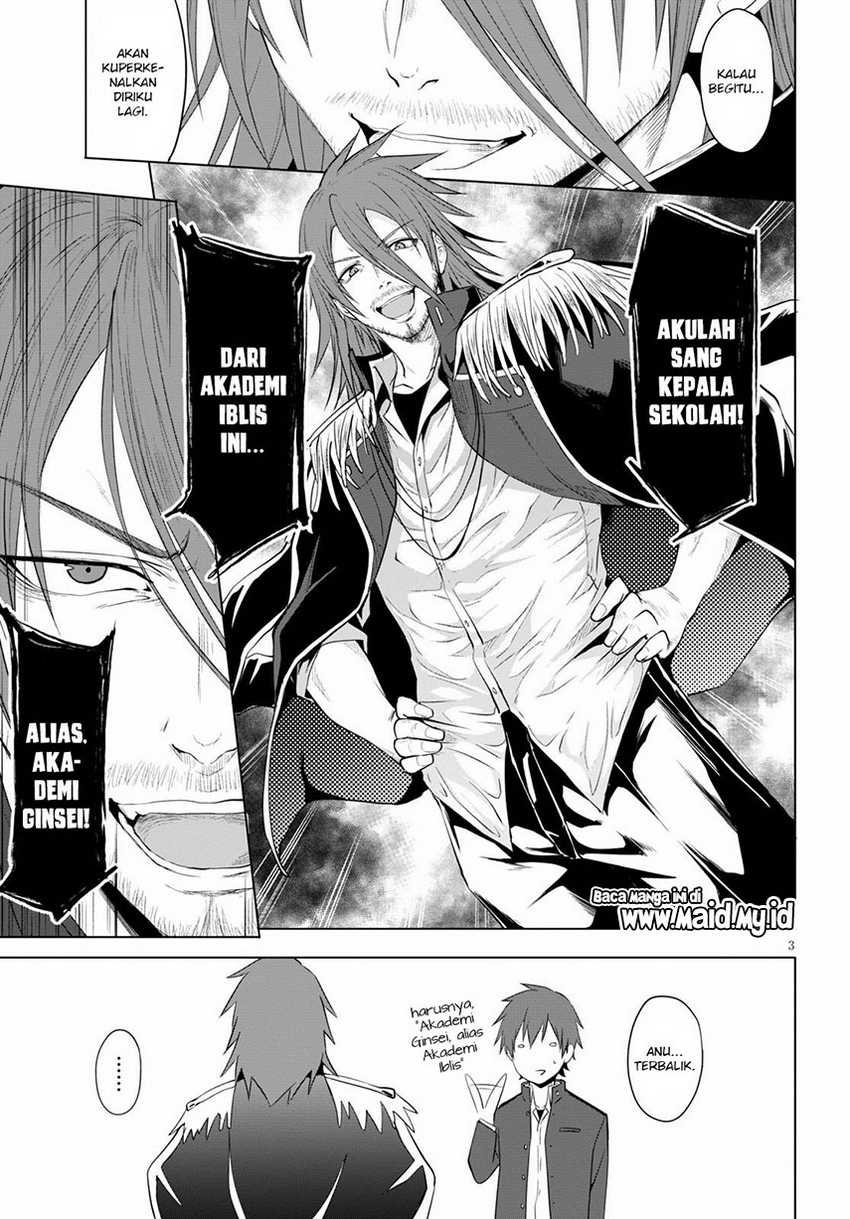 KALAU
BEGITU...
AKAN
KUPERKE-
NALKAN
DIRIKU
LAGI.
AKULAH
SANG
KEPALA
SEKOLAH!
DARI
AKADEMI
IBLIS
INI...
ALIAS,
AKA-
DEMI
GINSEI!
Baca Manga ini di
www.Maid.My.id
3
ANU...
TERBALIK.
harusnya,
"Akademi
Ginsei, alias
Akademi
Iblis"
......